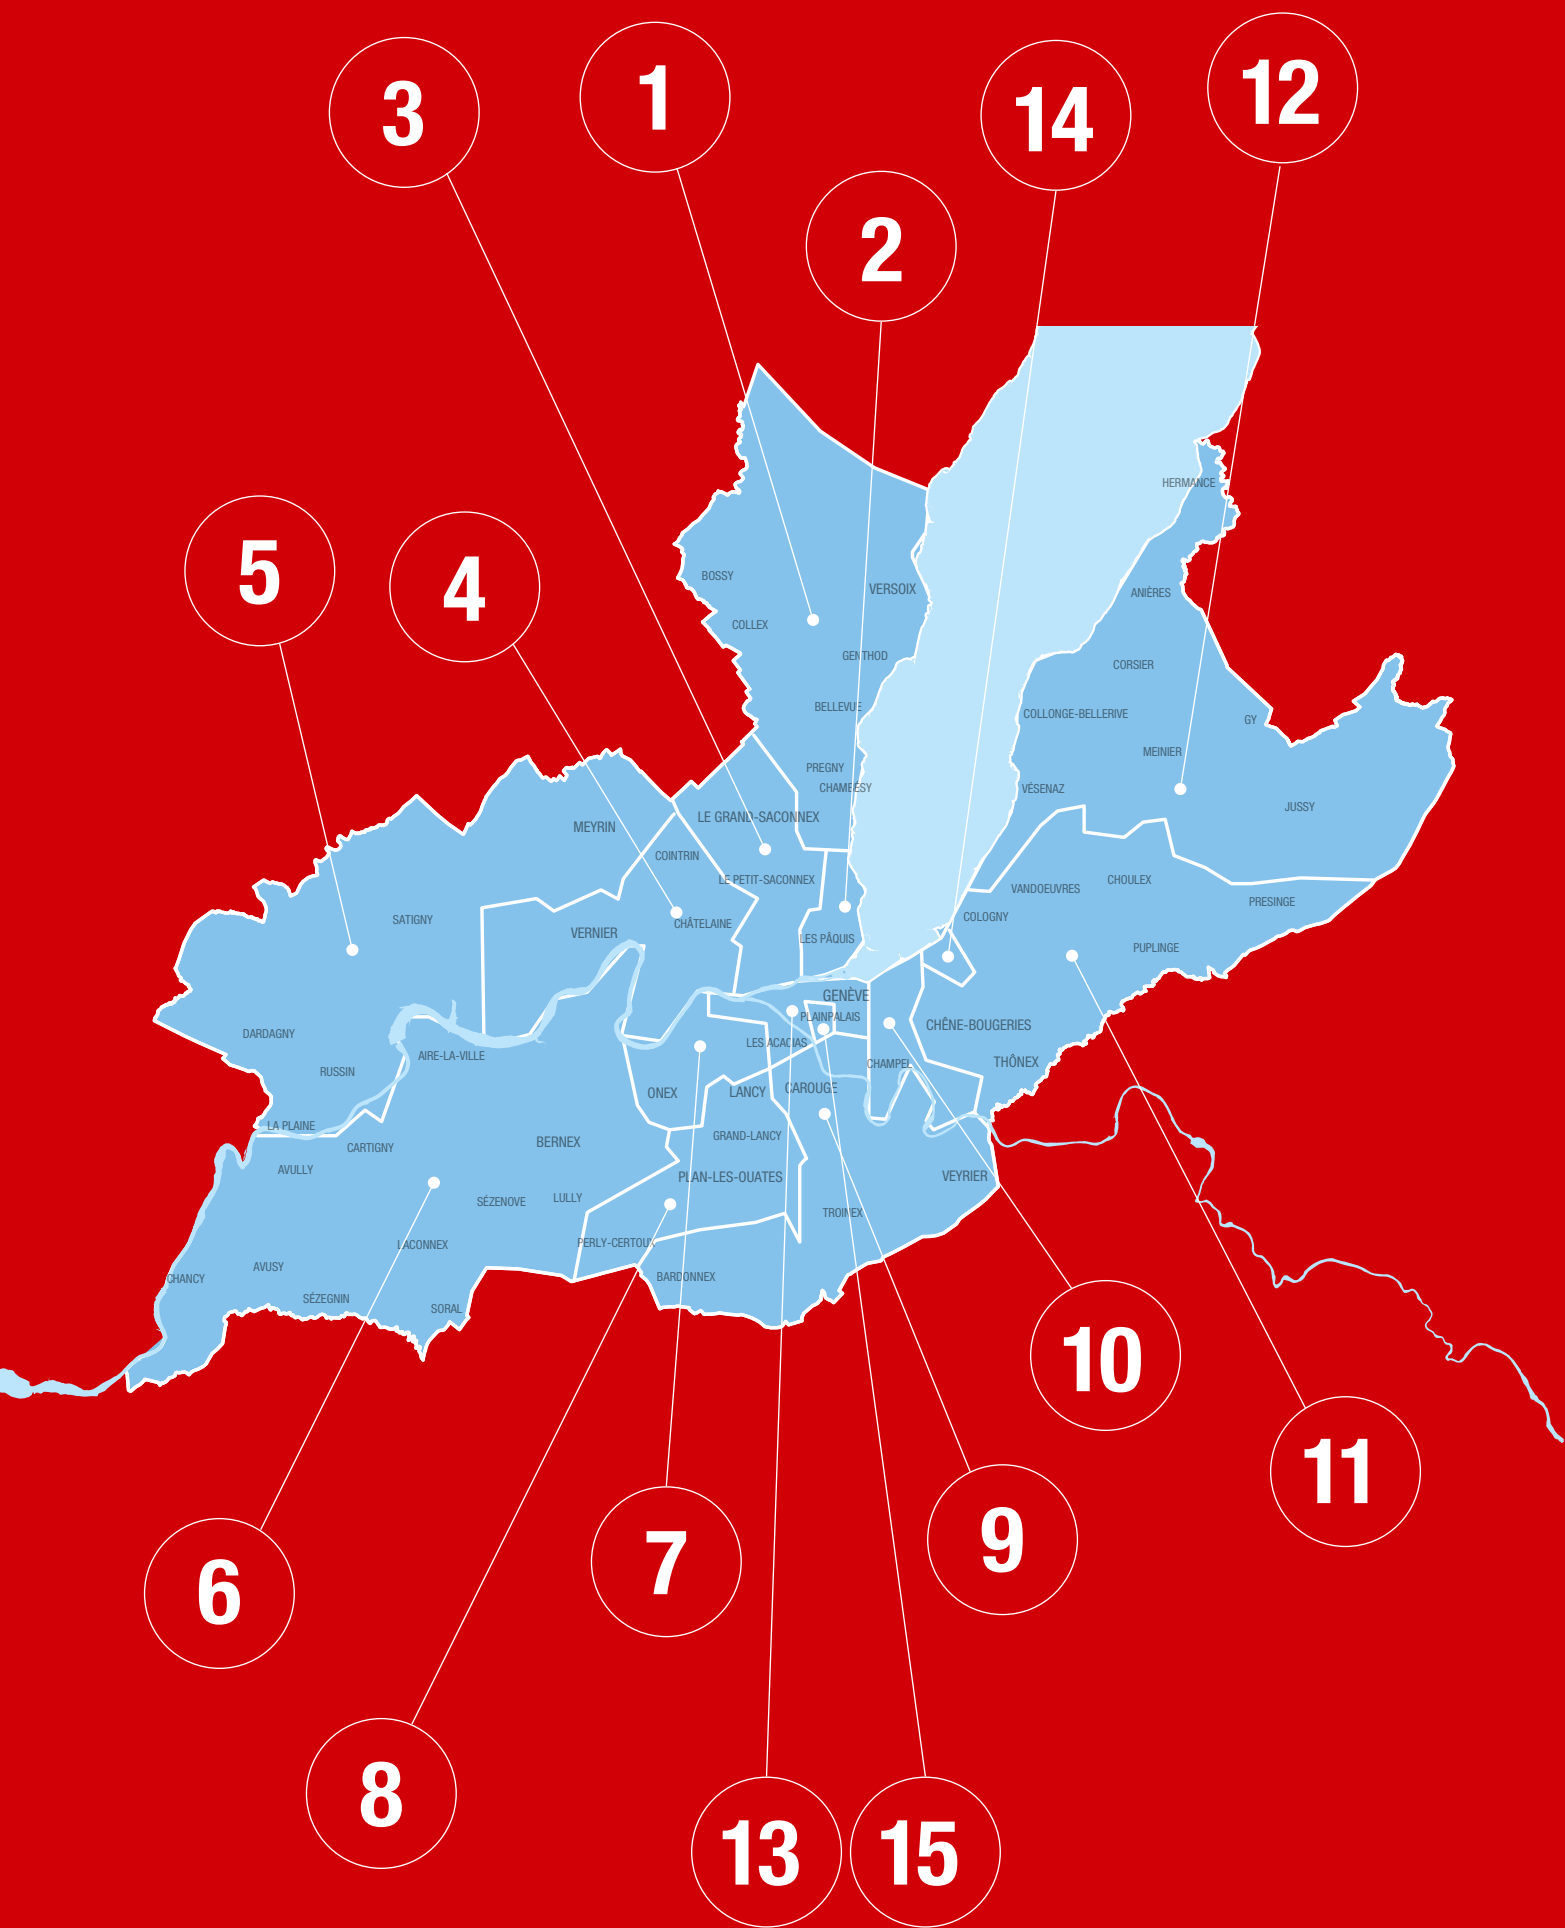 12
1
3
14
2
HERMANCE
5
BOSSY
4
VERSOIX
ANIÈRES
COLLEX
GENTHOD
CORSIER
BELLEVUE
COLLONGE-BELLERIVE
GY
MEINIER
PREGNY
CHAMBÉSY
VÉSENAZ
JUSSY
LE GRAND-SACONNEX
MEYRIN
COINTRIN
LE PETIT-SACONNEX
CHOULEX
VANDOEUVRES
PRESINGE
COLOGNY
SATIGNY
CHÂTELAINE
VERNIER
LES PÂQUIS
PUPLINGE
GENÈVE
PLAINPALAIS
CHÊNE-BOUGERIES
DARDAGNY
LES ACACIAS
AIRE-LA-VILLE
THÔNEX
CHAMPEL
RUSSIN
CAROUGE
LANCY
ONEX
LA PLAINE
GRAND-LANCY
BERNEX
CARTIGNY
AVULLY
VEYRIER
PLAN-LES-OUATES
LULLY
SÉZENOVE
TROINEX
PERLY-CERTOUX
LACONNEX
AVUSY
BARDONNEX
CHANCY
SÉZEGNIN
SORAL
10
11
9
7
6
8
13
15